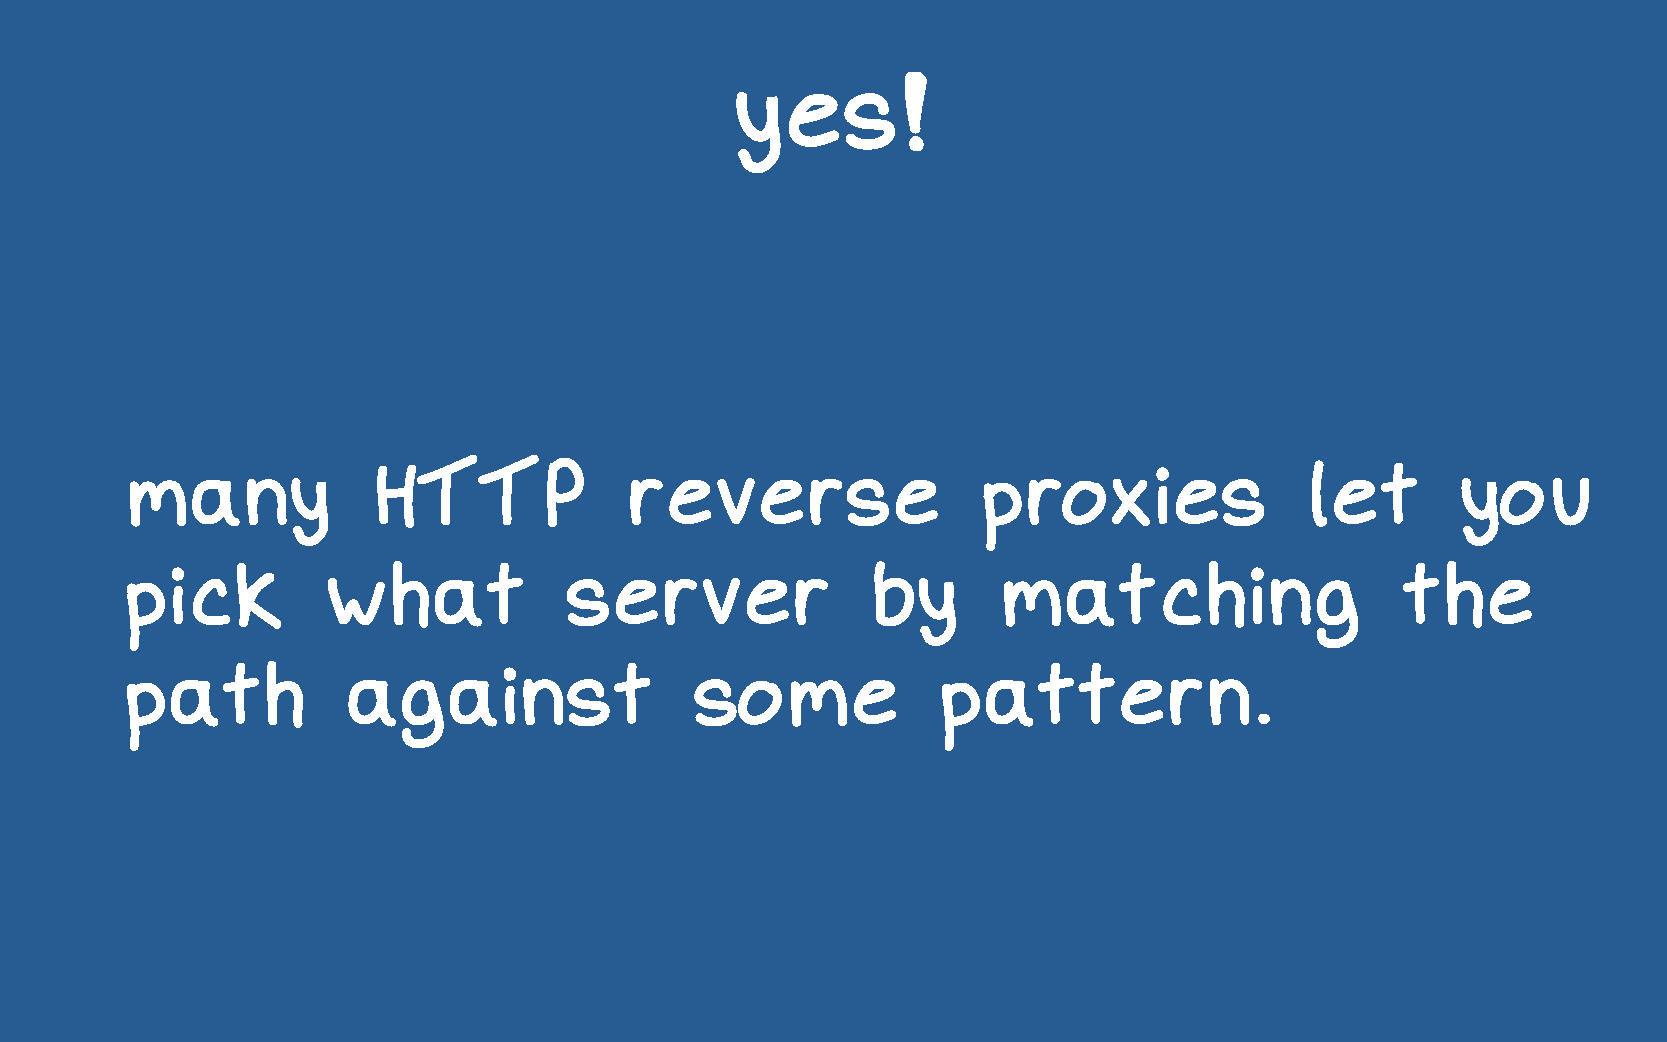 yes!
many HTTP reverse proxies let you
pick what server by matching the
path against some pattern.